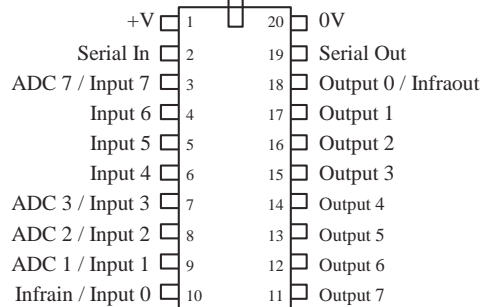 +V 1 20 0V
Serial In 2 19 Serial Out
ADC 7 / Input 7 3 18 Output 0 / Infraout
Input 6 4 17 Output 1
Input 5 5 16 Output 2
Input 4 6 15 Output 3
ADC 3 / Input 3 7 14 Output 4
ADC 2 / Input 2 8 13 Output 5
ADC 1 / Input 1 9 12 Output 6
Infrain / Input 0 10 11 Output 7